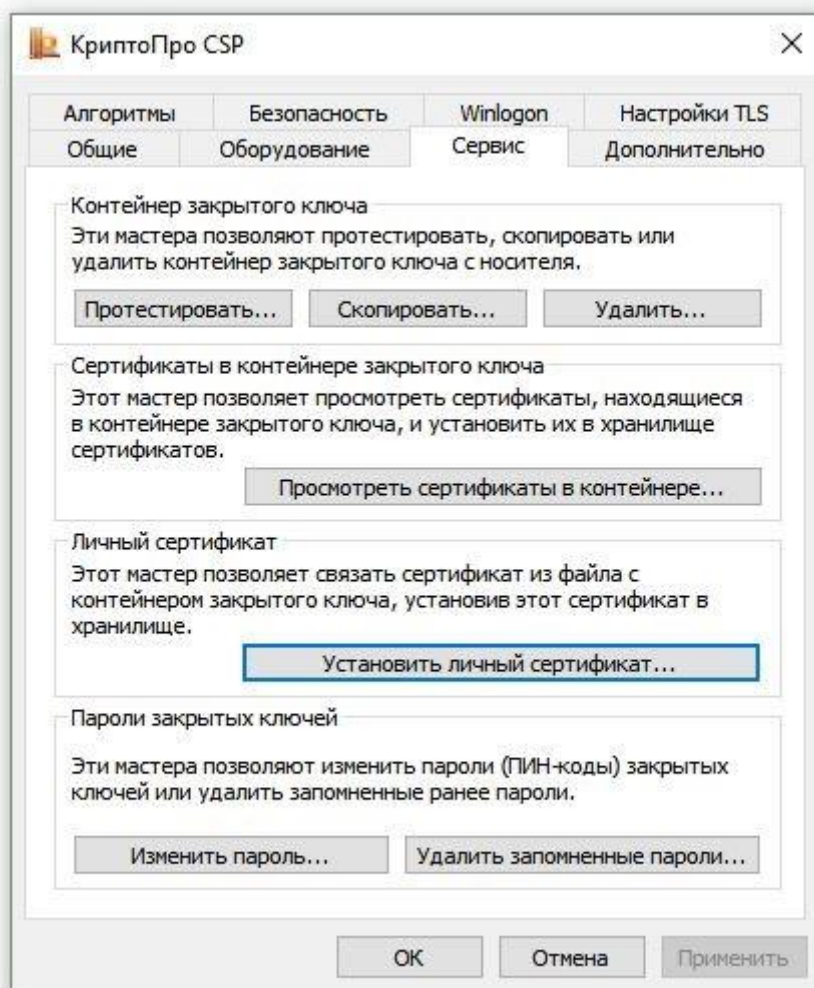 КриптоПро CSP
Алгоритмы Безопасность Winlogon Настройки TLS
Общие Оборудование Сервис Дополнительно
Контейнер закрытого ключа
Эти мастера позволяют протестировать, скопировать или
удалить контейнер закрытого ключа с носителя.
Протестировать... Скопировать... Удалить...
Сертификаты в контейнере закрытого ключа
Этот мастер позволяет просмотреть сертификаты, находящиеся
в контейнере закрытого ключа, и установить их в хранилище
сертификатов.
Просмотреть сертификаты в контейнере...
Личный сертификат
Этот мастер позволяет связать сертификат из файла с
контейнером закрытого ключа, установив этот сертификат в
хранилище.
Установить личный сертификат...
Пароли закрытых ключей
Эти мастера позволяют изменить пароли (ПИН-коды) закрытых
ключей или удалить запомненные ранее пароли.
Изменить пароль... Удалить запомненные пароли...
ОК Отмена Применить